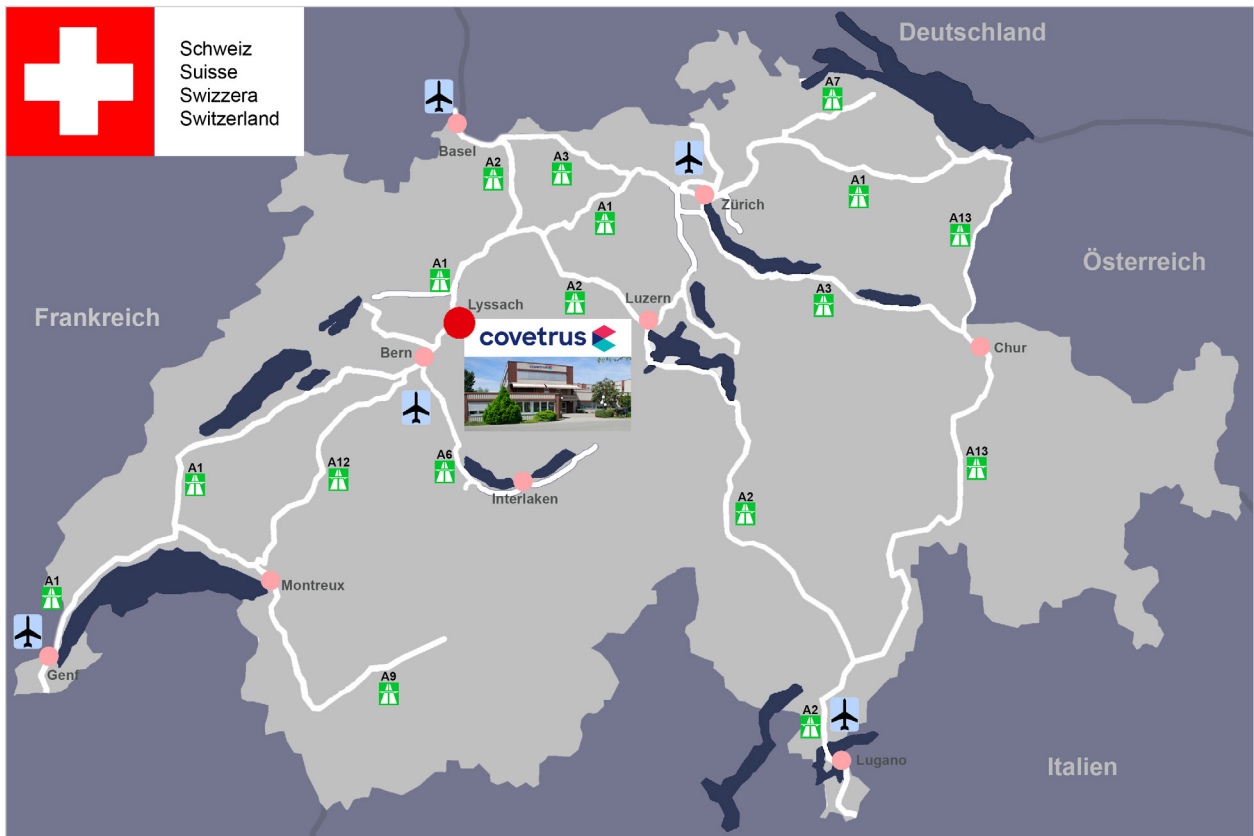 Schweiz
Suisse
Swizzera
Switzerland
Deutschland
A7
Basel
A2
A3
A1
Zürich
A1
A13
A1
A2
Luzern
A3
Österreich
Frankreich
Lyssach
covetrus
Bern
Chur
A1
A12
A6
Interlaken
A2
A13
A1
Montreux
Genf
A9
A2
Lugano
Italien